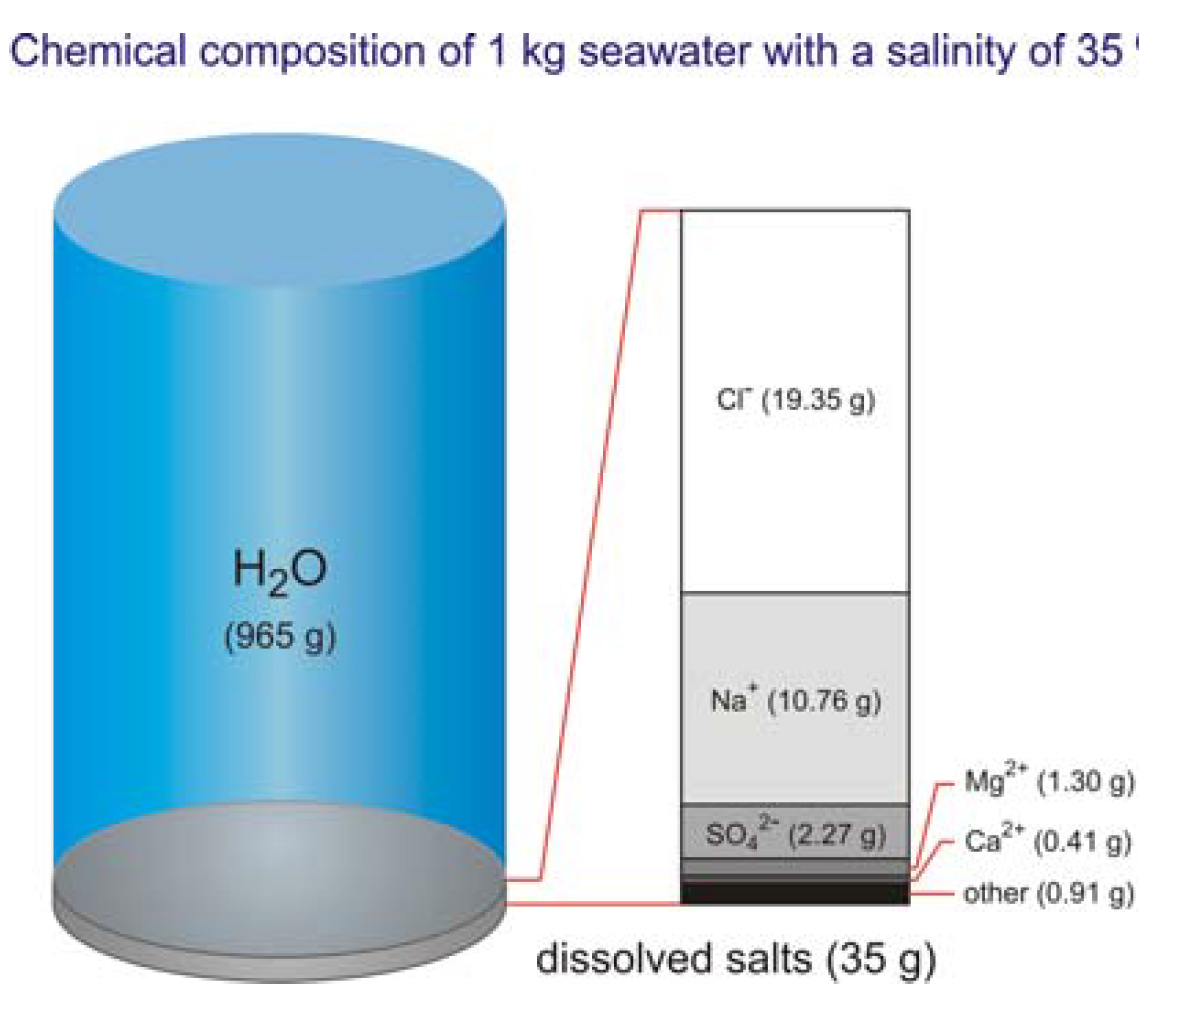 Chemical composition of 1 kg seawater with a salinity of 35
H₂O
(965 g)
Cl⁻ (19.35 g)
Na⁺ (10.76 g)
SO₄²⁻ (2.27 g)
Mg²⁺ (1.30 g)
Ca²⁺ (0.41 g)
other (0.91 g)
dissolved salts (35 g)